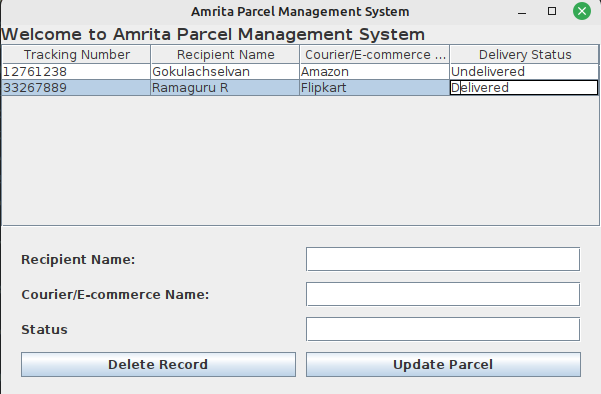 Amrita Parcel Management System
Welcome to Amrita Parcel Management System
Tracking Number Recipient Name Courier/E-commerce ... Delivery Status
12761238 Gokulachselvan Amazon Undelivered
33267889 Ramaguru R Flipkart Delivered
Recipient Name:
Courier/E-commerce Name:
Status
Delete Record Update Parcel